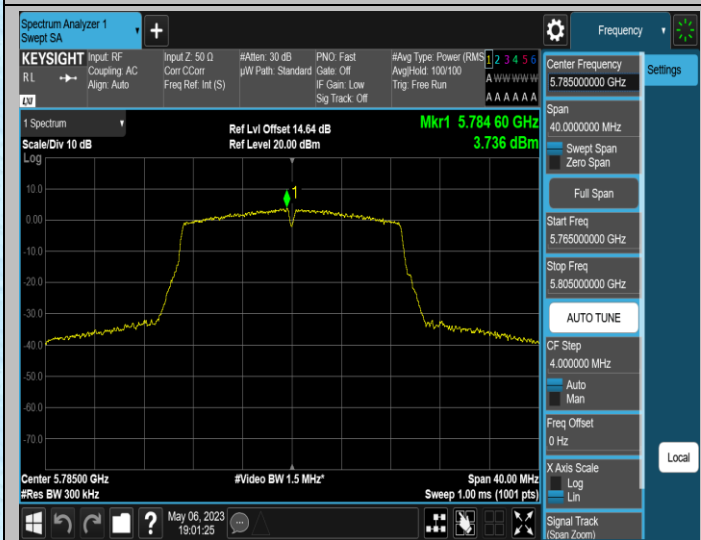 Spectrum Analyzer 1
Swept SA
+
Frequency
KEYSIGHT
RL
LXI
Input: RF
Coupling: AC
Align: Auto
Input Z: 50 Ω
Corr CCorr
Freq Ref: Int (S)
#Atten: 30 dB
µW Path: Standard
PNO: Fast
Gate: Off
IF Gain: Low
Sig Track: Off
#Avg Type: Power (RMS
Avg|Hold: 100/100
Trig: Free Run
1 2 3 4 5 6
A W W W W W
A A A A A A
1 Spectrum
Scale/Div 10 dB
Ref Lvl Offset 14.64 dB
Ref Level 20.00 dBm
Mkr1 5.784 60 GHz
3.736 dBm
Log
1
10.0
0.00
-10.0
-20.0
-30.0
-40.0
-50.0
-60.0
-70.0
Center 5.78500 GHz
#Res BW 300 kHz
#Video BW 1.5 MHz*
Span 40.00 MHz
Sweep 1.00 ms (1001 pts)
?
May 06, 2023
19:01:25
Center Frequency
5.785000000 GHz
Settings
Span
40.0000000 MHz
Swept Span
Zero Span
Full Span
Start Freq
5.765000000 GHz
Stop Freq
5.805000000 GHz
AUTO TUNE
CF Step
4.000000 MHz
Auto
Man
Freq Offset
0 Hz
X Axis Scale
Log
Lin
Local
Signal Track
(Span Zoom)